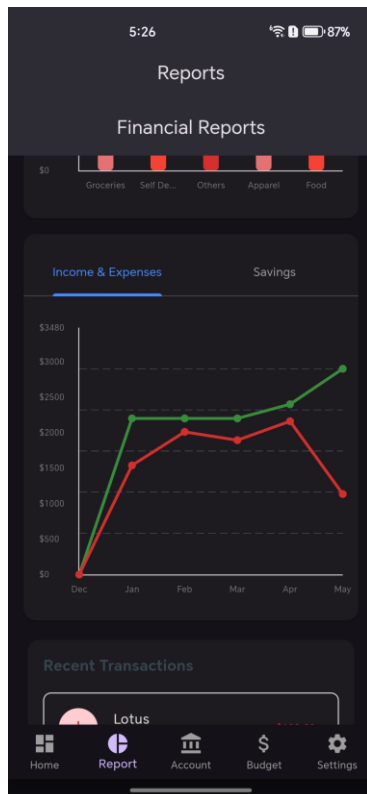 5:26 87%
Reports
Financial Reports
$0
Groceries Self De... Others Apparel Food
Income & Expenses Savings
$3480
$3000
$2500
$2000
$1500
$1000
$500
$0
Dec Jan Feb Mar Apr May
Recent Transactions
Lotus
Home Report Account Budget Settings